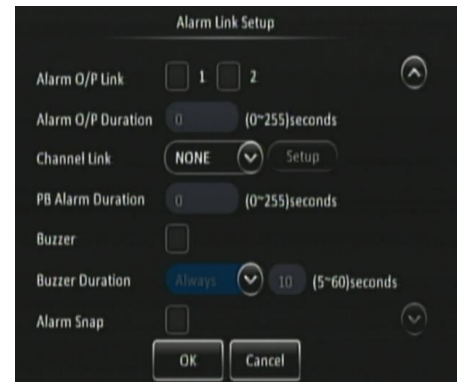 Alarm Link Setup
Alarm O/P Link 1 2
Alarm O/P Duration 0 (0~255)seconds
Channel Link NONE Setup
PB Alarm Duration 0 (0~255)seconds
Buzzer
Buzzer Duration Always 10 (5~60)seconds
Alarm Snap
OK Cancel